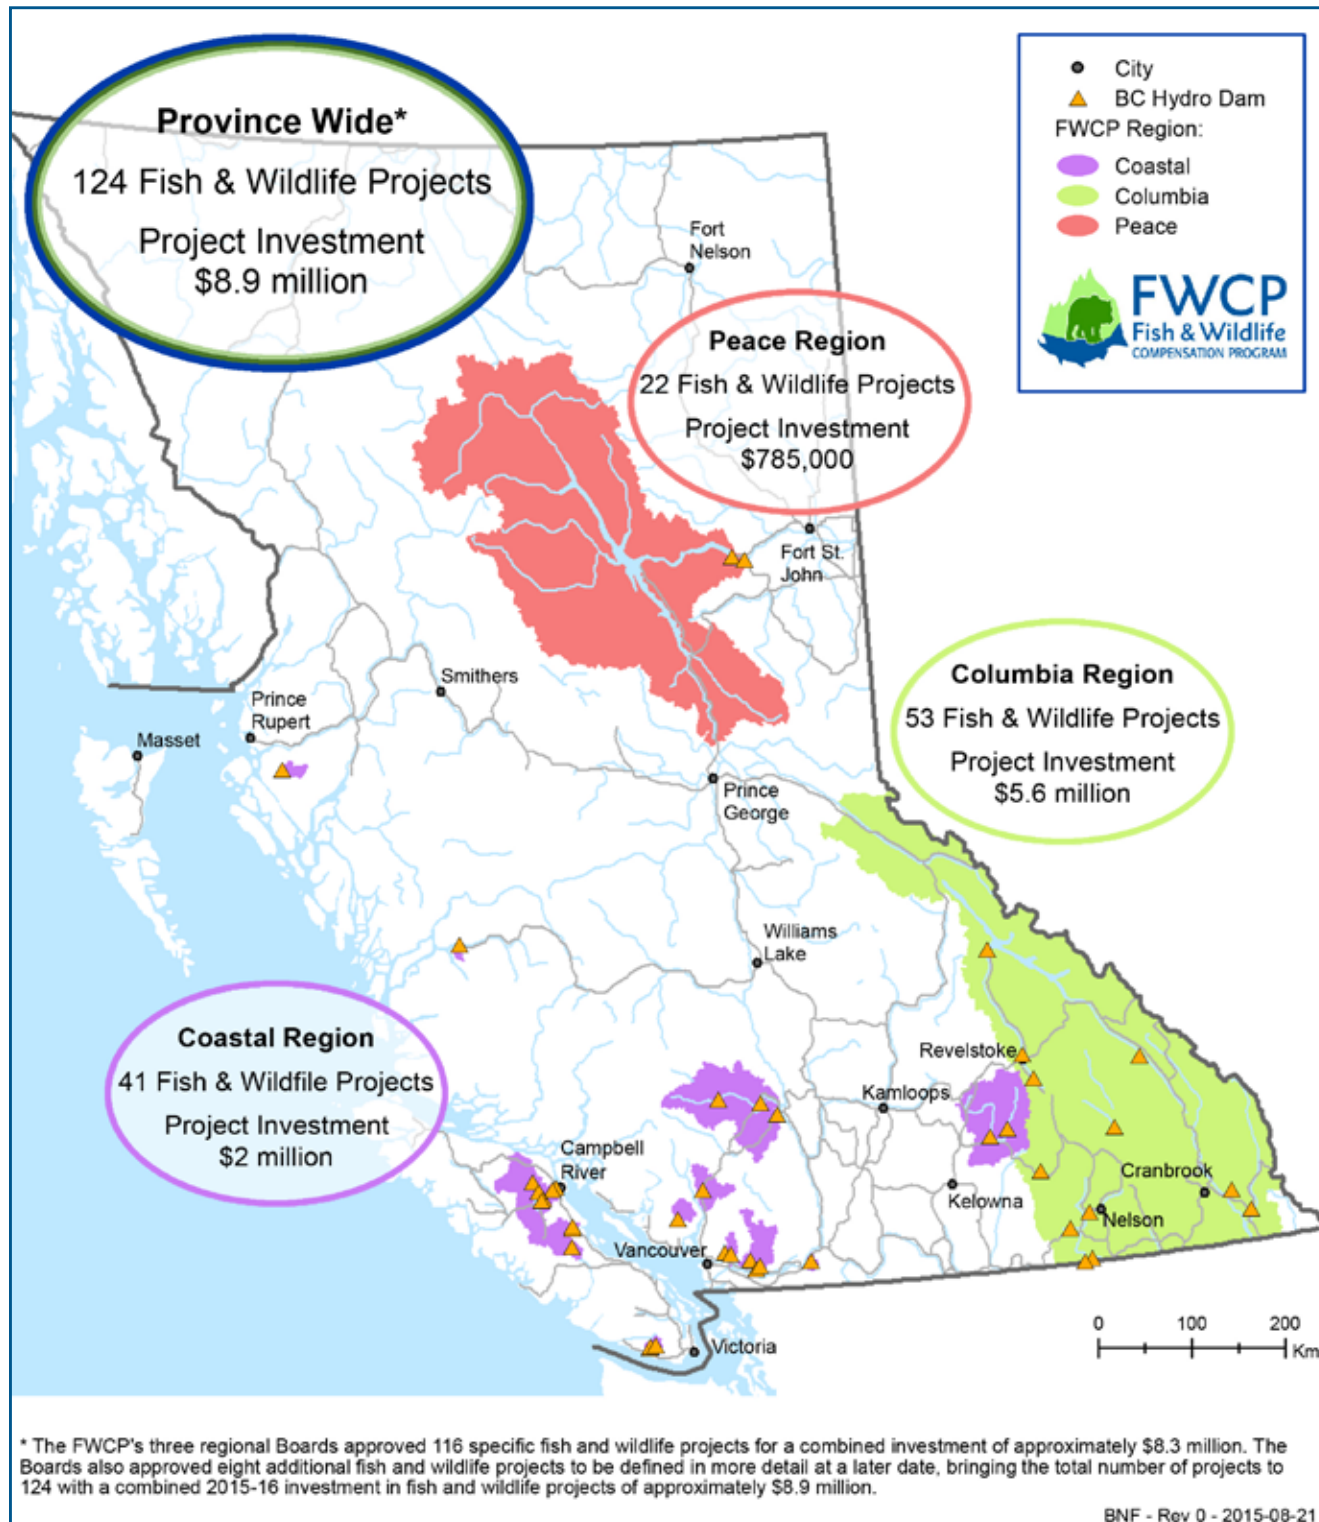 Province Wide*
124 Fish & Wildlife Projects
Project Investment
$8.9 million
City
BC Hydro Dam
FWCP Region:
Coastal
Columbia
Peace
FWCP
Fish & Wildlife
COMPENSATION PROGRAM
Fort
Nelson
Peace Region
22 Fish & Wildlife Projects
Project Investment
$785,000
Fort St.
John
Columbia Region
53 Fish & Wildlife Projects
Project Investment
$5.6 million
Smithers
Prince
Rupert
Masset
Prince
George
Williams
Lake
Coastal Region
41 Fish & Wildfile Projects
Project Investment
$2 million
Revelstoke
Kamloops
Campbell
River
Cranbrook
Kelowna
Nelson
Vancouver
Victoria
0 100 200
Km
* The FWCP's three regional Boards approved 116 specific fish and wildlife projects for a combined investment of approximately $8.3 million. The
Boards also approved eight additional fish and wildlife projects to be defined in more detail at a later date, bringing the total number of projects to
124 with a combined 2015-16 investment in fish and wildlife projects of approximately $8.9 million.
BNF - Rev 0 - 2015-08-21